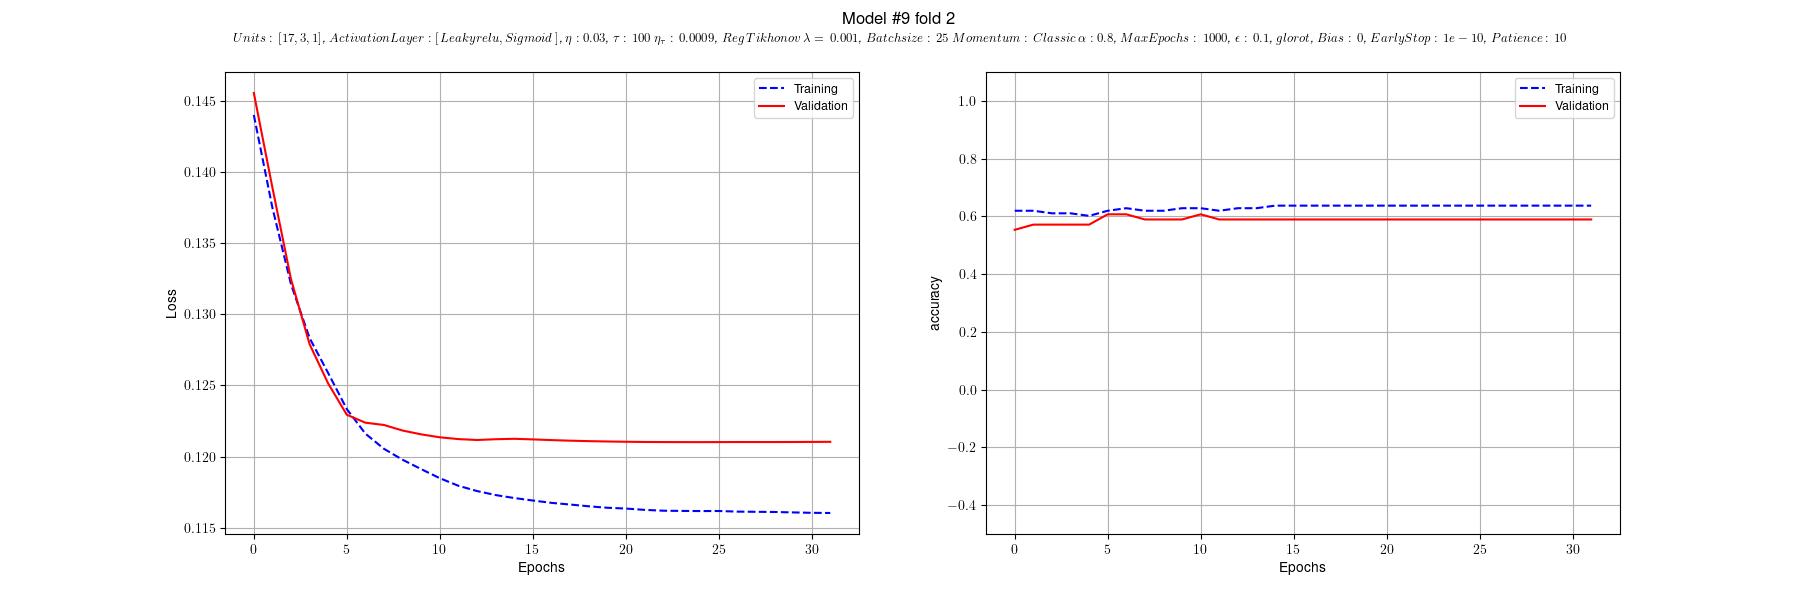 Model #9 fold 2
Units : [17, 3, 1], ActivationLayer : [Leakyrelu, Sigmoid ], η : 0.03, τ : 100 ητ : 0.0009, RegTikhonov λ = 0.001, Batchsize : 25 Momentum : Classic α : 0.8, MaxEpochs : 1000, ϵ : 0.1, glorot, Bias : 0, EarlyStop : 1e − 10, Patience : 10
Training
Validation
0.145
0.140
0.135
0.130
0.125
0.120
0.115
Loss
0 5 10 15 20 25 30
Epochs
Training
Validation
1.0
0.8
0.6
0.4
0.2
0.0
−0.2
−0.4
accuracy
0 5 10 15 20 25 30
Epochs